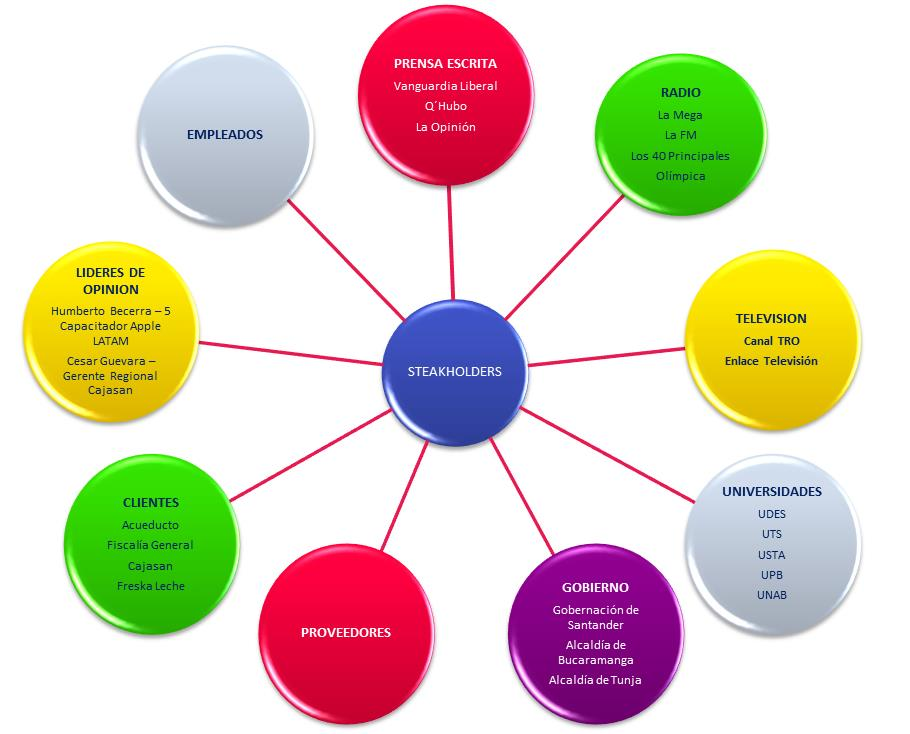 PRENSA ESCRITA
Vanguardia Liberal
Q´Hubo
La Opinión
RADIO
La Mega
La FM
Los 40 Principales
Olímpica
EMPLEADOS
LIDERES DE
OPINION
Humberto Becerra – 5
Capacitador Apple
LATAM
Cesar Guevara –
Gerente Regional
Cajasan
STEAKHOLDERS
TELEVISION
Canal TRO
Enlace Televisión
CLIENTES
Acueducto
Fiscalía General
Cajasan
Freska Leche
UNIVERSIDADES
UDES
UTS
USTA
UPB
UNAB
PROVEEDORES
GOBIERNO
Gobernación de
Santander
Alcaldía de
Bucaramanga
Alcaldía de Tunja